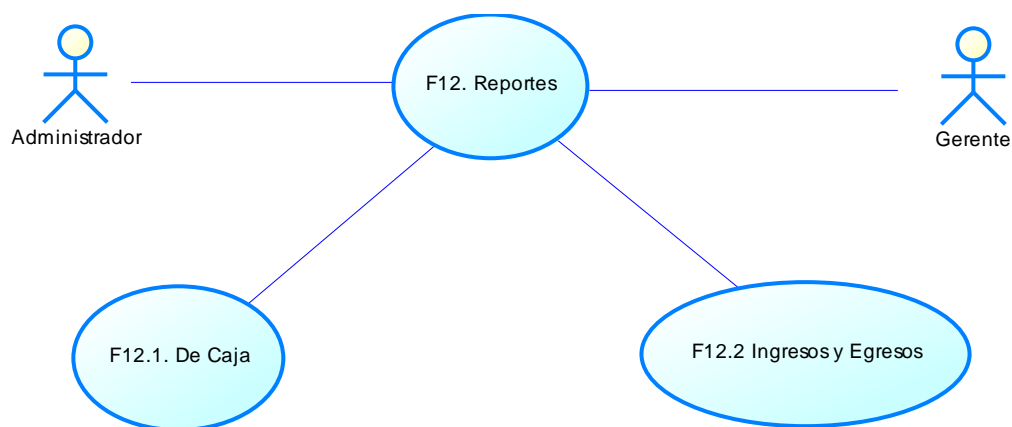 F12. Reportes
Administrador
Gerente
F12.1. De Caja
F12.2 Ingresos y Egresos